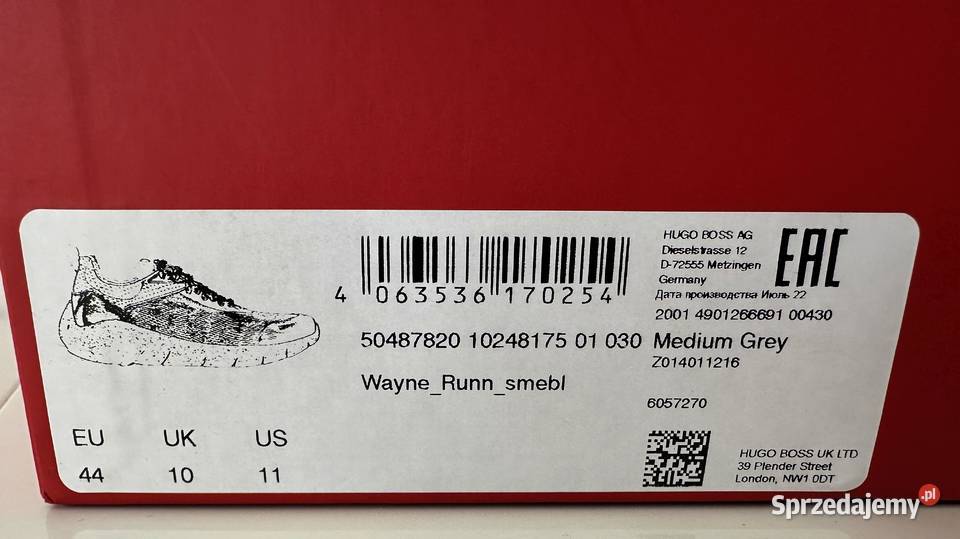 HUGO BOSS AG
Dieselstrasse 12
D-72555 Metzingen
Germany
EAC
Дата производства Июль 22
4 063536 170254
2001 4901266691 00430
50487820 10248175 01 030 Medium Grey
Z014011216
Wayne_Runn_smebl
6057270
EU UK US
44 10 11
HUGO BOSS UK LTD
39 Plender Street
London, NW1 0DT
Sprzedajemy.pl